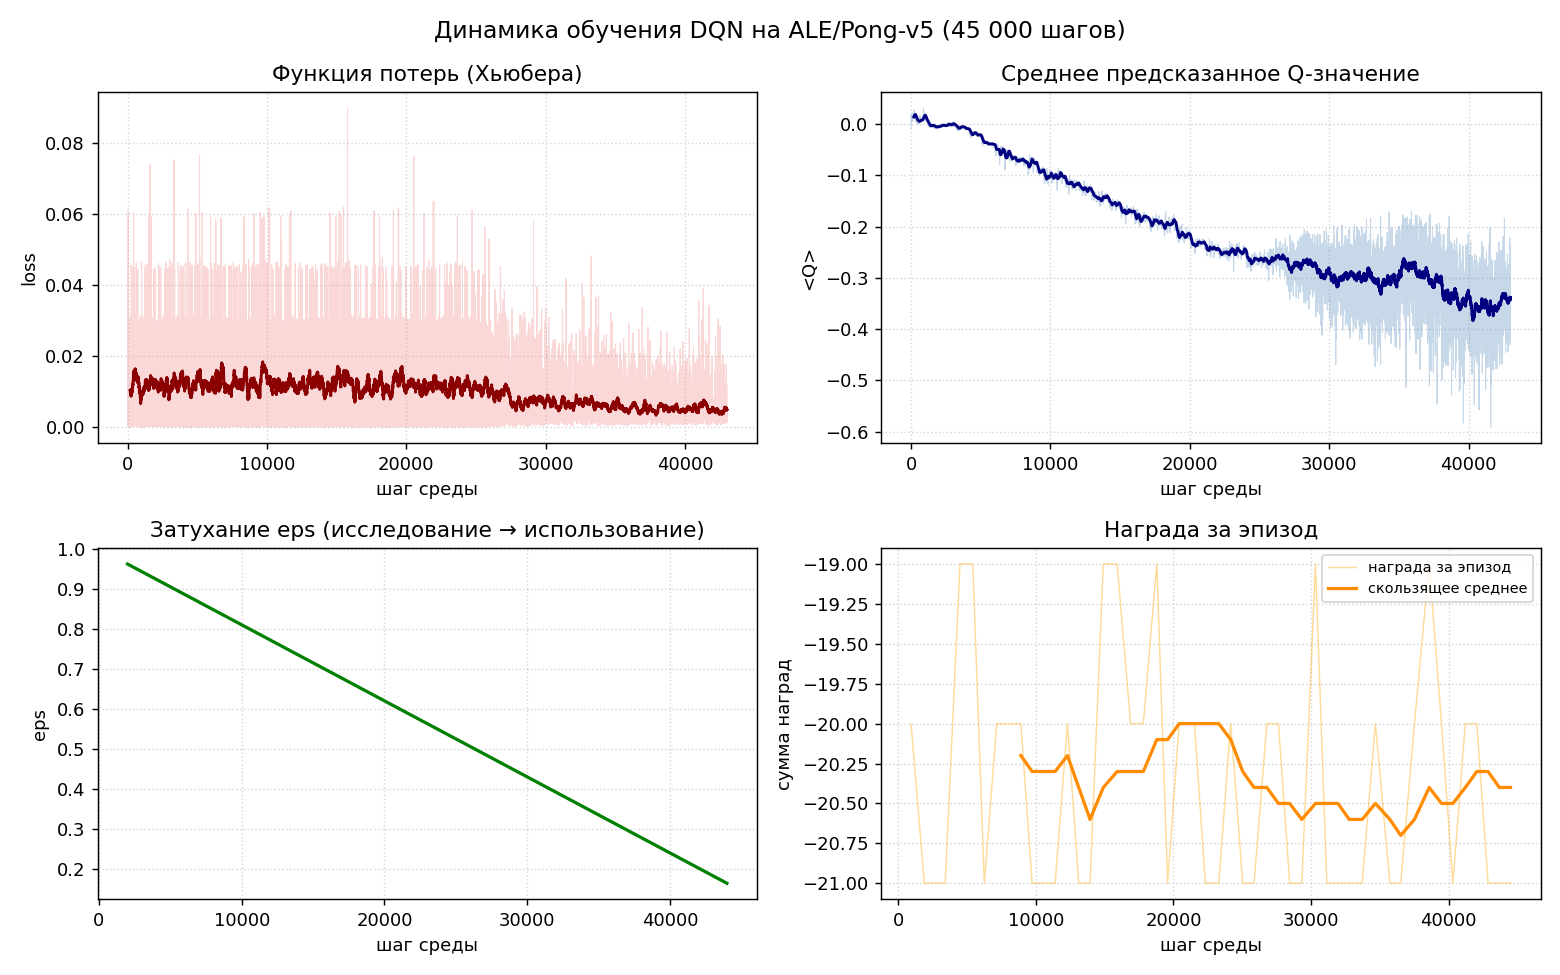 Динамика обучения DQN на ALE/Pong-v5 (45 000 шагов)
Функция потерь (Хьюбера)
loss
0.08
0.06
0.04
0.02
0.00
0 10000 20000 30000 40000
шаг среды
Среднее предсказанное Q-значение
<Q>
0.0
−0.1
−0.2
−0.3
−0.4
−0.5
−0.6
0 10000 20000 30000 40000
шаг среды
Затухание eps (исследование → использование)
eps
1.0
0.9
0.8
0.7
0.6
0.5
0.4
0.3
0.2
0 10000 20000 30000 40000
шаг среды
Награда за эпизод
сумма наград
−19.00
−19.25
−19.50
−19.75
−20.00
−20.25
−20.50
−20.75
−21.00
награда за эпизод
скользящее среднее
0 10000 20000 30000 40000
шаг среды